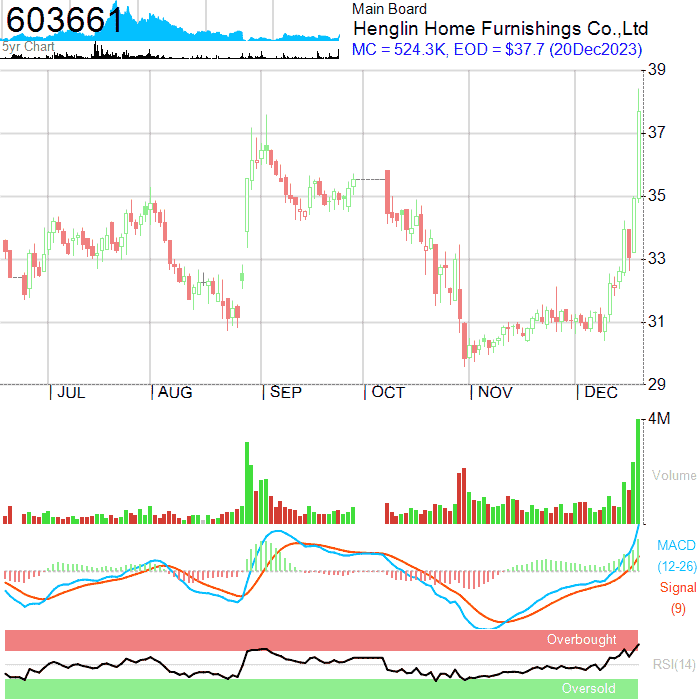 603661
5yr Chart
Main Board
Henglin Home Furnishings Co.,Ltd
MC = 524.3K, EOD = $37.7 (20Dec2023)
39
37
35
33
31
29
JUL
AUG
SEP
OCT
NOV
DEC
4M
Volume
MACD
(12-26)
Signal
(9)
Overbought
RSI(14)
Oversold